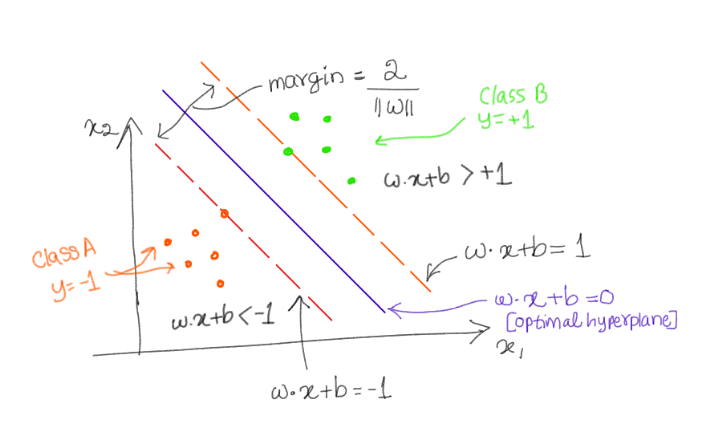 margin = 2
||w||
Class B
y=+1
x2
w.x+b > +1
Class A
y=-1
w.x+b = 1
w.x+b =0
[optimal hyperplane]
w.x+b<-1
x1
w.x+b=-1